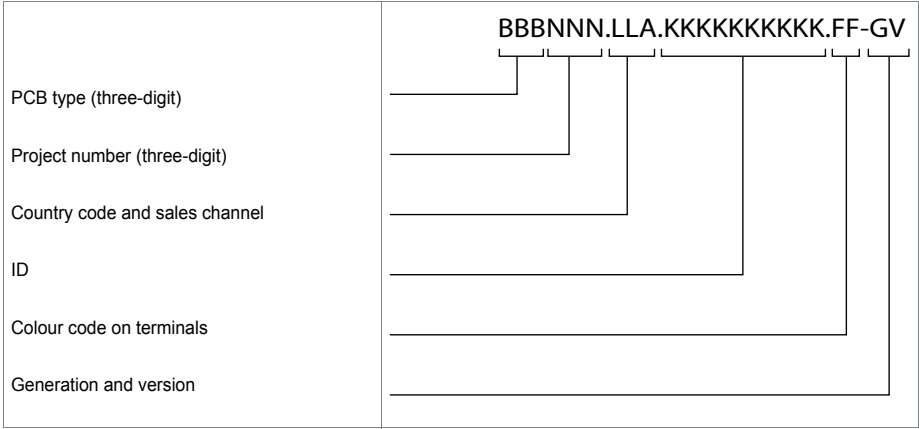 BBBNNN.LLA.KKKKKKKKKK.FF-GV
PCB type (three-digit)
Project number (three-digit)
Country code and sales channel
ID
Colour code on terminals
Generation and version